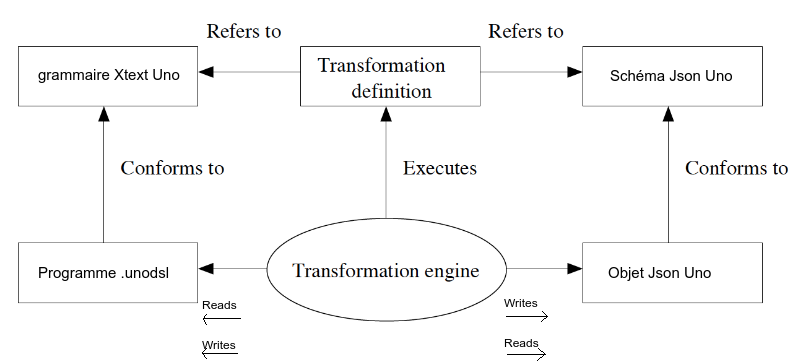 Refers to
Refers to
grammaire Xtext Uno
Transformation
definition
Schéma Json Uno
Conforms to
Executes
Conforms to
Programme .unodsl
Transformation engine
Objet Json Uno
Reads
Writes
Writes
Reads